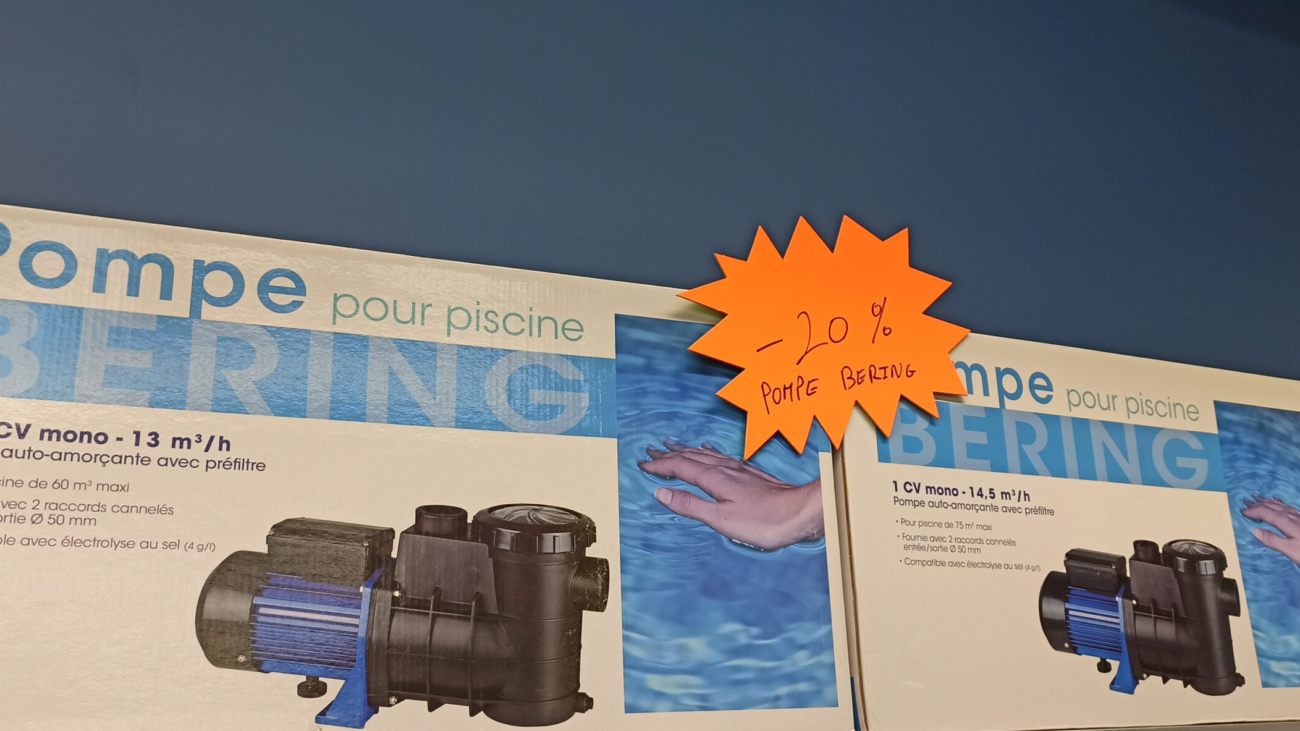 Pompe pour piscine
BERING
CV mono - 13 m³/h
auto-amorçante avec préfiltre
cine de 60 m³ maxi
vec 2 raccords cannelés
ortie Ø 50 mm
ble avec électrolyse au sel (4 g/l)
- 20 %
POMPE BERING
mpe pour piscine
BERING
1 CV mono - 14,5 m³/h
Pompe auto-amorçante avec préfiltre
• Pour piscine de 75 m³ maxi
• Fournie avec 2 raccords cannelés
entrée/sortie Ø 50 mm
• Compatible avec électrolyse au sel (4 g/l)